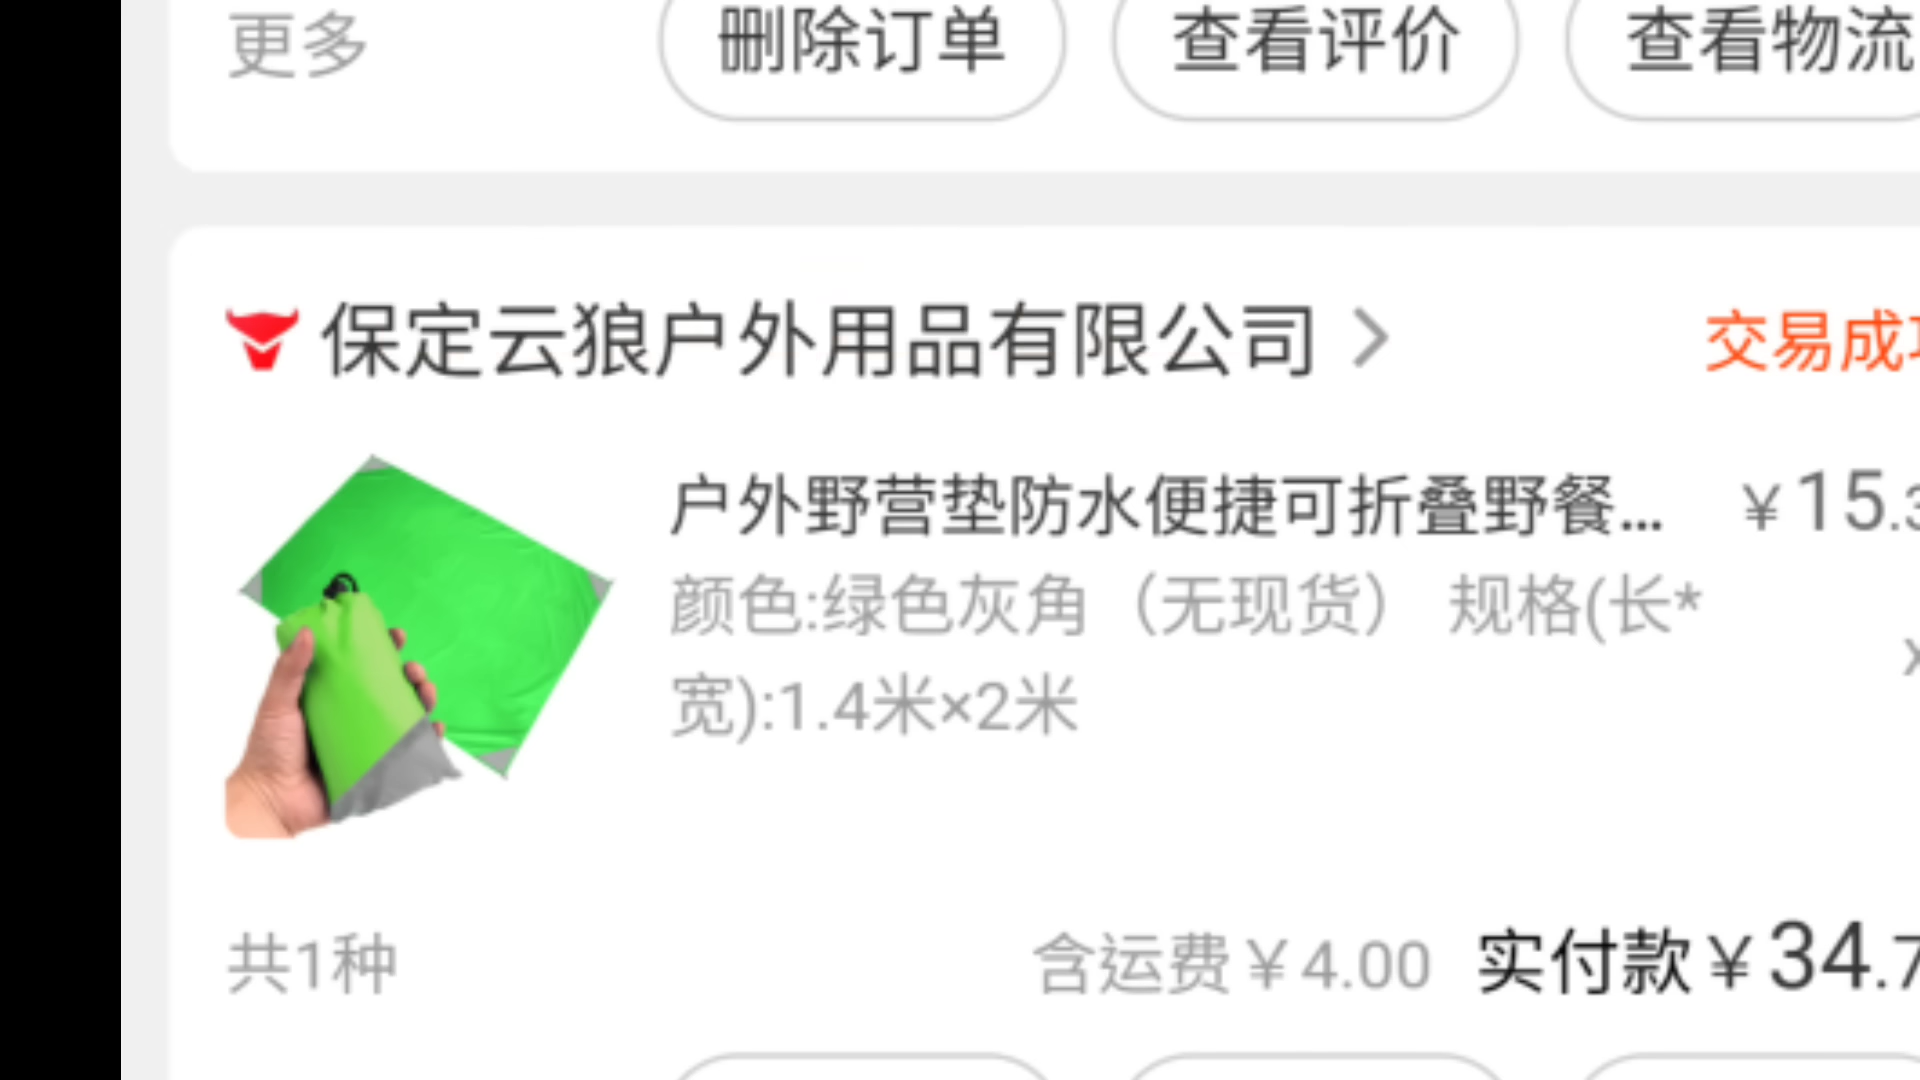 更多 删除订单 查看评价 查看物流
保定云狼户外用品有限公司 > 交易成
户外野营垫防水便捷可折叠野餐... ¥15.3
颜色:绿色灰角（无现货） 规格(长*
宽):1.4米×2米
共1种 含运费¥4.00 实付款¥34.7